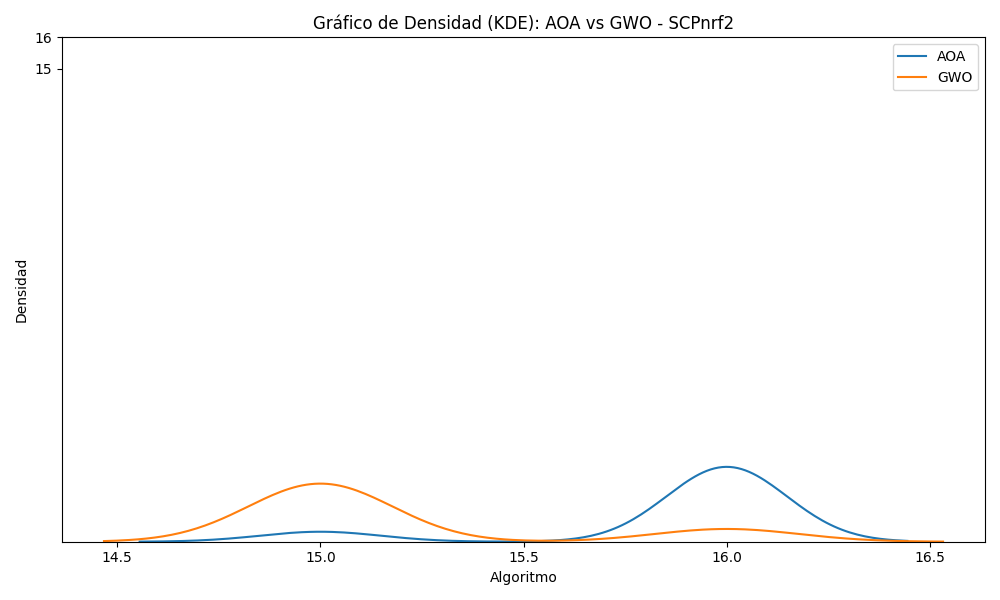 Gráfico de Densidad (KDE): AOA vs GWO - SCPnrf2
16
15
Densidad
AOA
GWO
14.5 15.0 15.5 16.0 16.5
Algoritmo